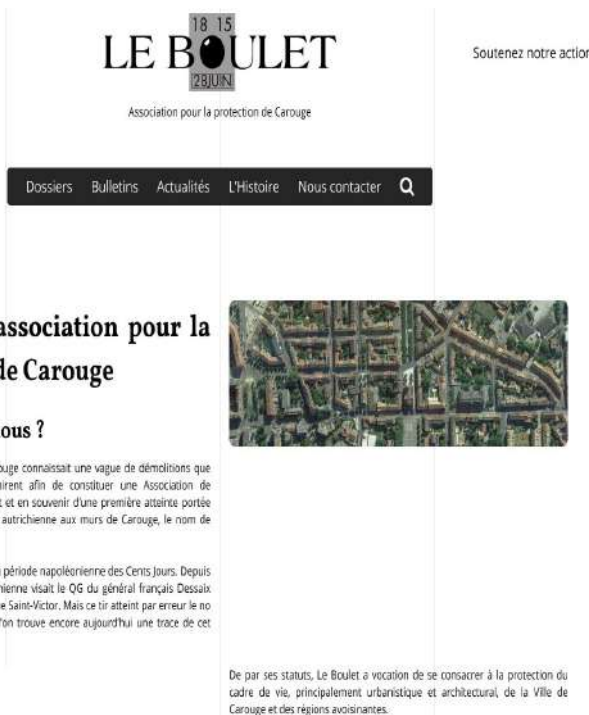 18 15
LE BOULET
28JUIN
Association pour la protection de Carouge
Soutenez notre action
Dossiers Bulletins Actualités L'Histoire Nous contacter
association pour la
de Carouge
ous ?
ouge connaissait une vague de démolitions que
irent afin de constituer une Association de
t et en souvenir d'une première atteinte portée
autrichienne aux murs de Carouge, le nom de
période napoléonienne des Cents Jours. Depuis
ienne visait le QG du général français Dessaix
e Saint-Victor. Mais ce tir atteint par erreur le no
'on trouve encore aujourd'hui une trace de cet
De par ses statuts, Le Boulet a vocation de se consacrer à la protection du
cadre de vie, principalement urbanistique et architectural, de la Ville de
Carouge et des régions avoisinantes.